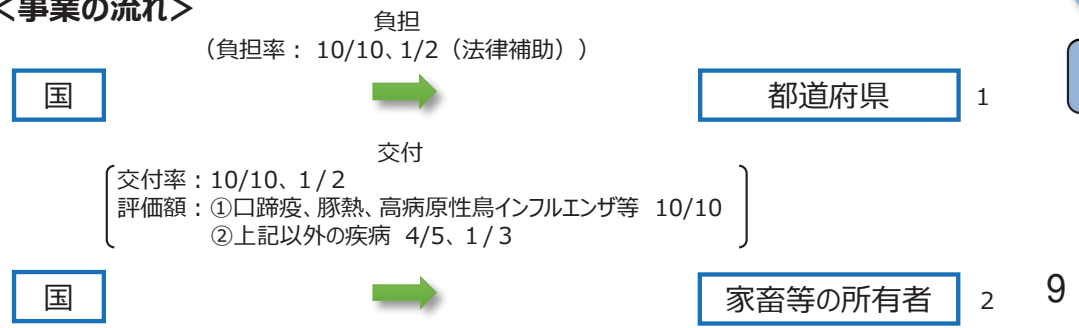 ＜事業の流れ＞
負担
（負担率： 10/10、1/2（法律補助））
国
都道府県
1
交付
交付率：10/10、1/2
評価額：①口蹄疫、豚熱、高病原性鳥インフルエンザ等 10/10
②上記以外の疾病 4/5、1/3
国
家畜等の所有者
2
9